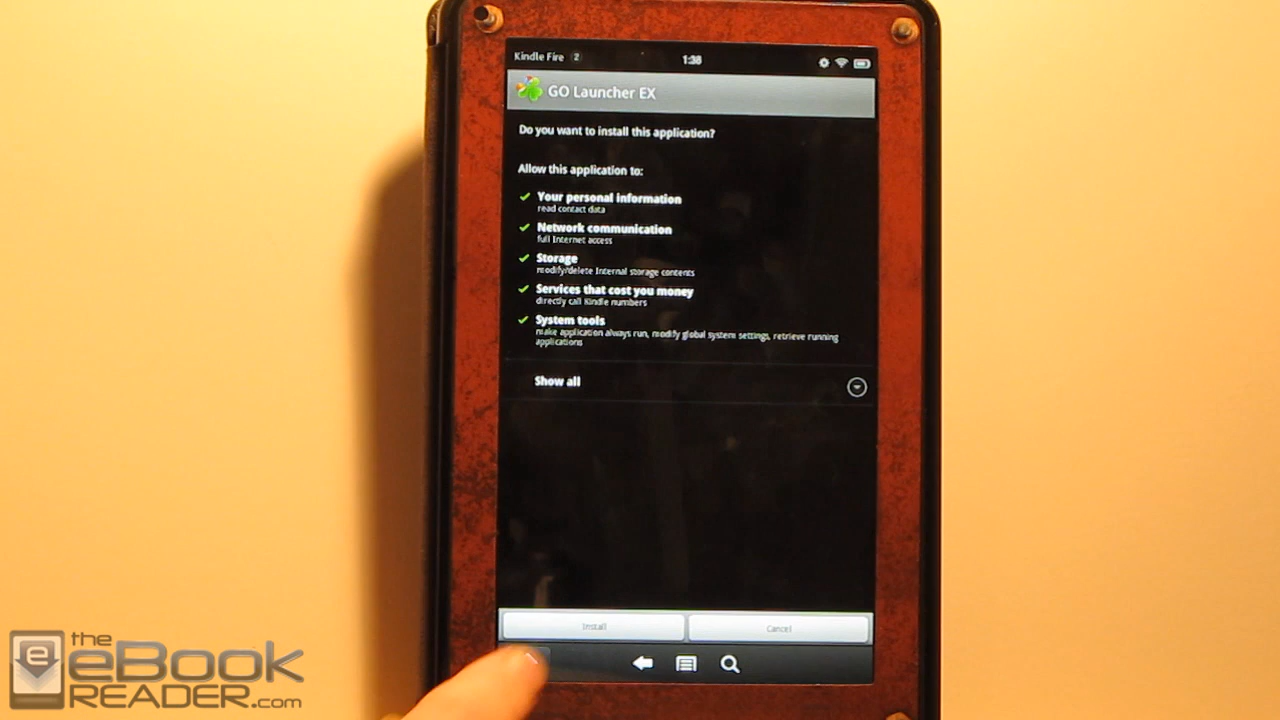 Kindle Fire 2 1:38
GO Launcher EX
Do you want to install this application?
Allow this application to:
Your personal information
read contact data
Network communication
full Internet access
Storage
modify/delete Internal storage contents
Services that cost you money
directly call Kindle numbers
System tools
make application always run, modify global system settings, retrieve running
applications
Show all
Install Cancel
the
eBook
READER.com